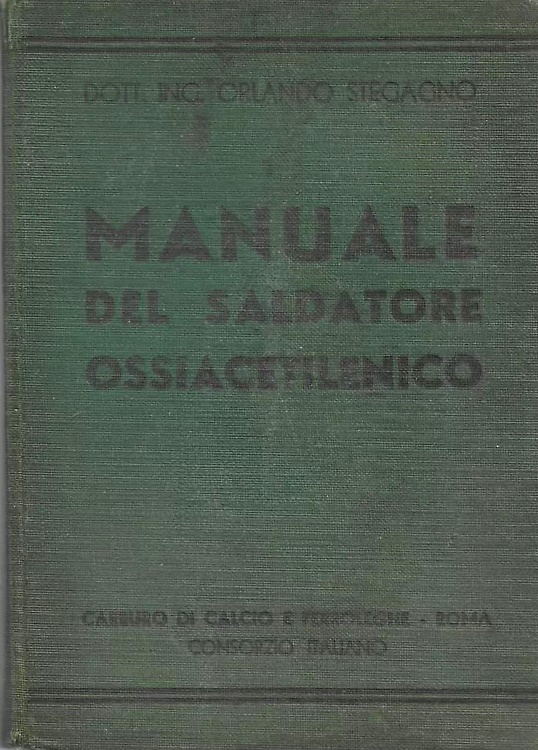 DOTT. ING. ORLANDO STEGAGNO
MANUALE
DEL SALDATORE
OSSIACETILENICO
CARBURO DI CALCIO E FERROLEGHE - ROMA
CONSORZIO ITALIANO